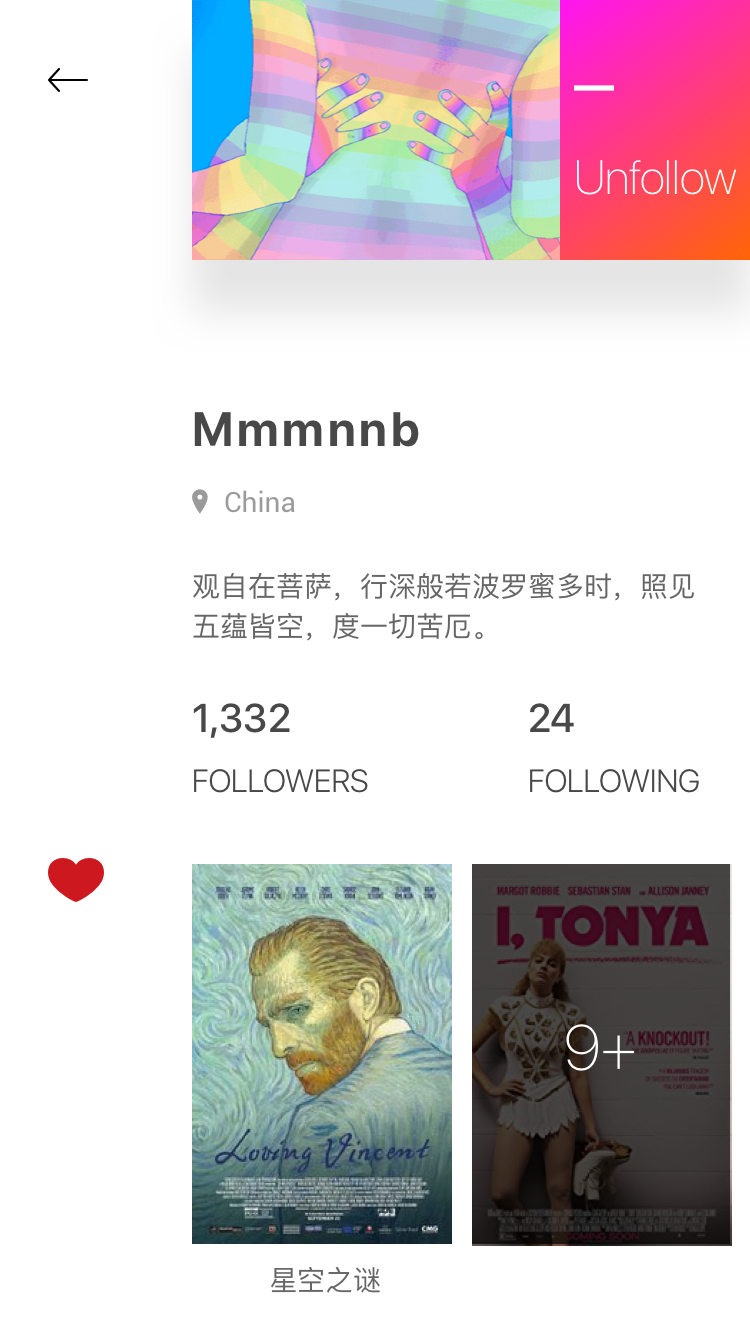 Unfollow
Mmmnnb
China
观自在菩萨，行深般若波罗蜜多时，照见
五蕴皆空，度一切苦厄。
1,332
24
FOLLOWERS
FOLLOWING
Loving Vincent
CMG
MARGOT ROBBIE SEBASTIAN STAN AND ALLISON JANNEY
I, TONYA
"A KNOCKOUT!
9+
COMING SOON
星空之谜